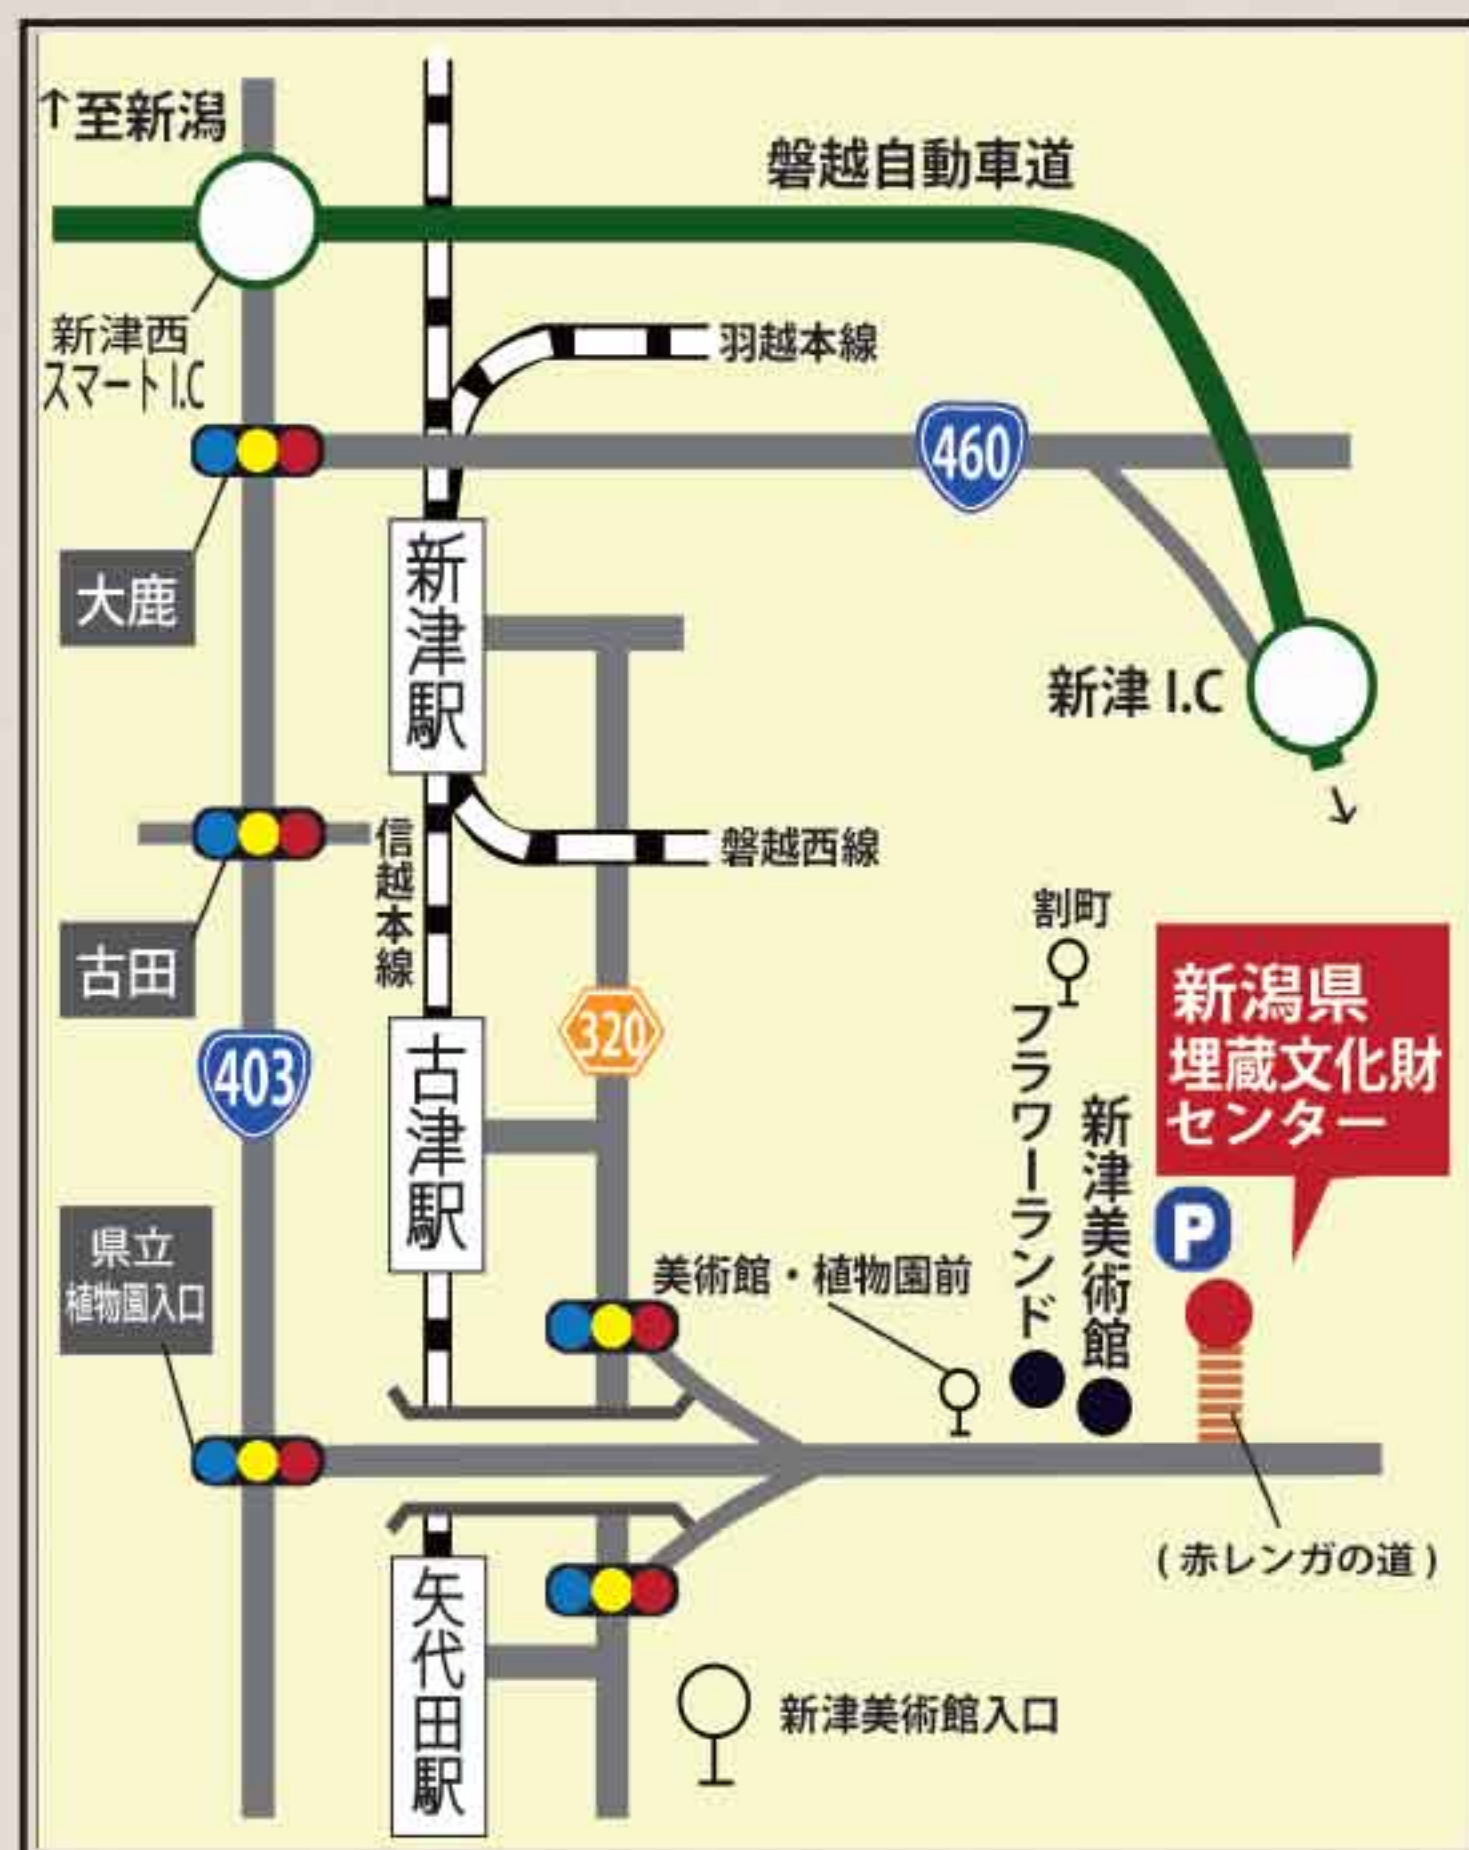 ↑至新潟
磐越自動車道
新津西
スマートI.C
羽越本線
460
大鹿
新津駅
新津 I.C
信越本線
磐越西線
古田
割町
新潟県
埋蔵文化財
センター
403
古津駅
320
フラワーランド
新津美術館
P
県立
植物園入口
美術館・植物園前
(赤レンガの道)
矢代田駅
新津美術館入口